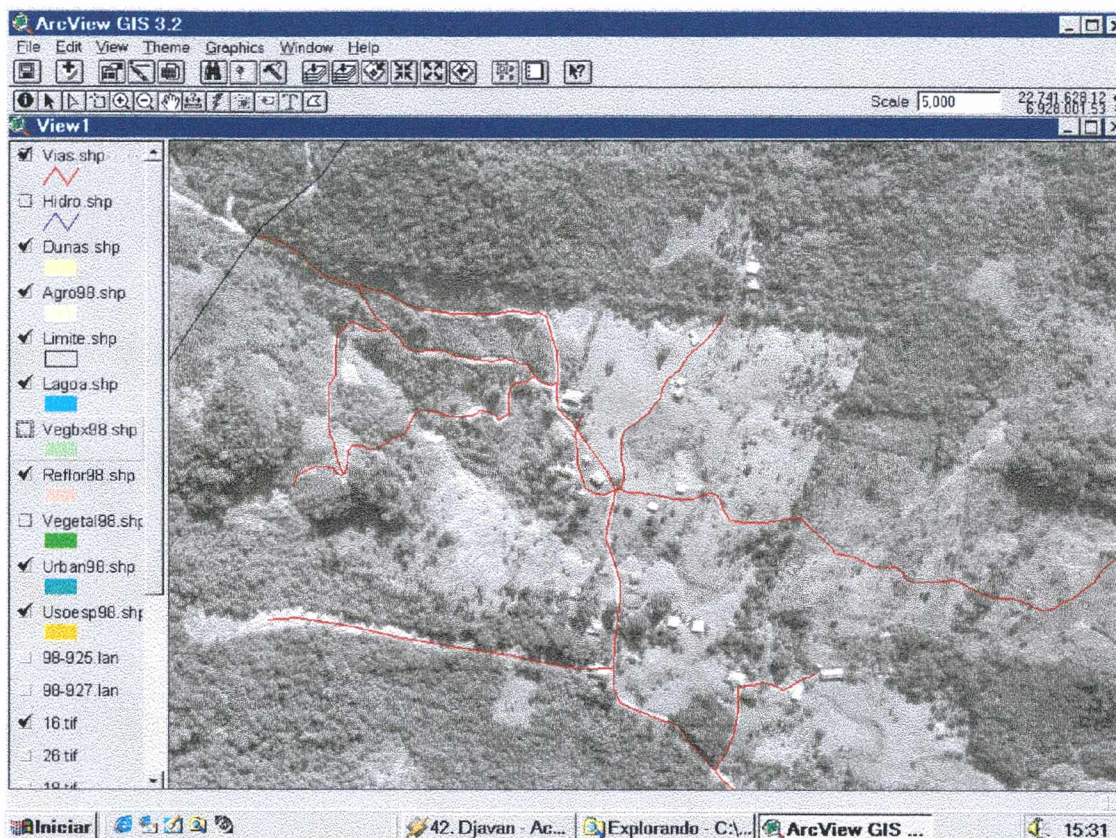 ArcView GIS 3.2
File Edit View Theme Graphics Window Help
Scale 5,000
22.741.628,12
6.928.001,53
View1
Vias.shp
Hidro.shp
Dunas.shp
Agro98.shp
Limite.shp
Lagoa.shp
Vegbx98.shp
Reflor98.shp
Vegetal98.shp
Urban98.shp
Usoesp98.shp
98-925.lan
98-927.lan
16.tif
26.tif
18.tif
Iniciar 42. Djavan - Ac... Explorando - C:\... ArcView GIS ... 15:31